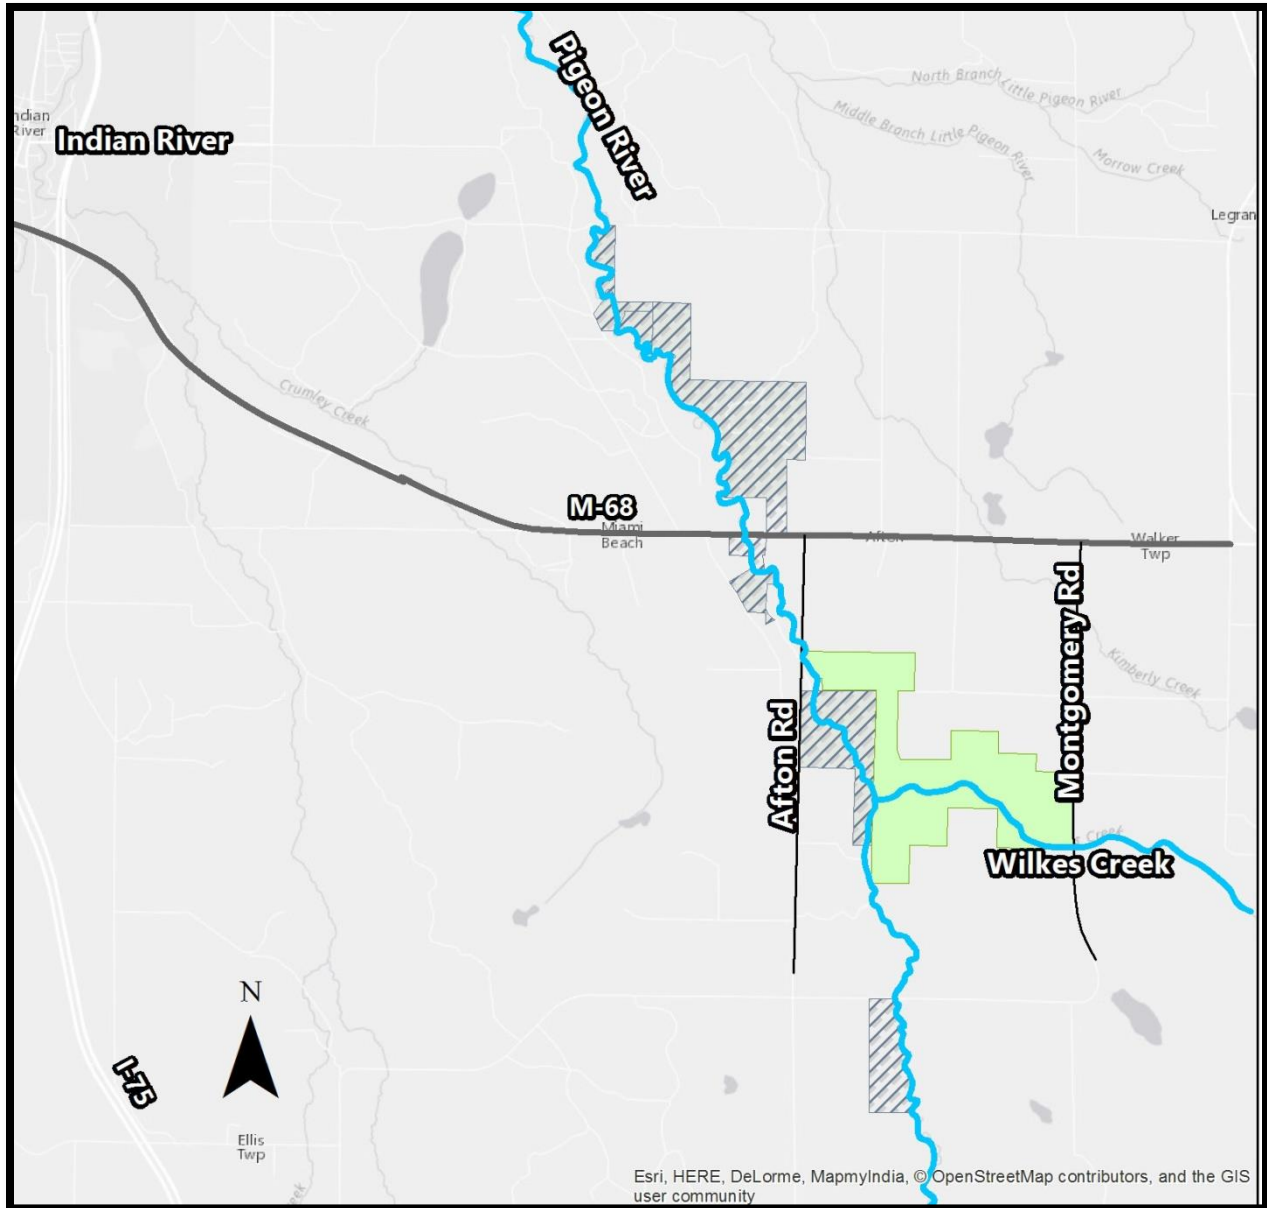 Pigeon River
North Branch Little Pigeon River
Middle Branch Little Pigeon River
Morrow Creek
Indian River
Legran
Crumley Creek
M-68
Miami
Beach
Afton
Walker
Twp
Montgomery Rd
Kimberly Creek
Afton Rd
Creek
Wilkes Creek
N
I-75
Ellis
Twp
Esri, HERE, DeLorme, MapmyIndia, © OpenStreetMap contributors, and the GIS
user community